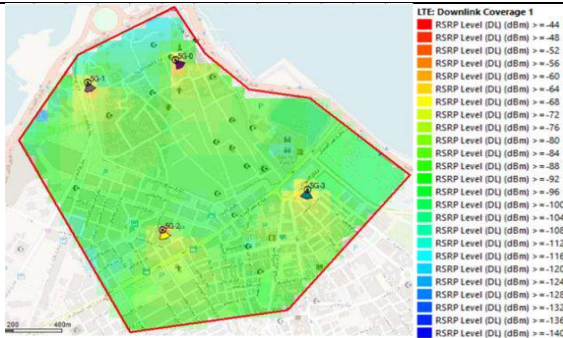 LTE: Downlink Coverage 1
RSRP Level (DL) (dBm) >=-44
RSRP Level (DL) (dBm) >=-48
RSRP Level (DL) (dBm) >=-52
RSRP Level (DL) (dBm) >=-56
RSRP Level (DL) (dBm) >=-60
RSRP Level (DL) (dBm) >=-64
RSRP Level (DL) (dBm) >=-68
RSRP Level (DL) (dBm) >=-72
RSRP Level (DL) (dBm) >=-76
RSRP Level (DL) (dBm) >=-80
RSRP Level (DL) (dBm) >=-84
RSRP Level (DL) (dBm) >=-88
RSRP Level (DL) (dBm) >=-92
RSRP Level (DL) (dBm) >=-96
RSRP Level (DL) (dBm) >=-100
RSRP Level (DL) (dBm) >=-104
RSRP Level (DL) (dBm) >=-108
RSRP Level (DL) (dBm) >=-112
RSRP Level (DL) (dBm) >=-116
RSRP Level (DL) (dBm) >=-120
RSRP Level (DL) (dBm) >=-124
RSRP Level (DL) (dBm) >=-128
RSRP Level (DL) (dBm) >=-132
RSRP Level (DL) (dBm) >=-136
RSRP Level (DL) (dBm) >=-140
5G-0
5G-1
5G-3
5G-2
200 400m